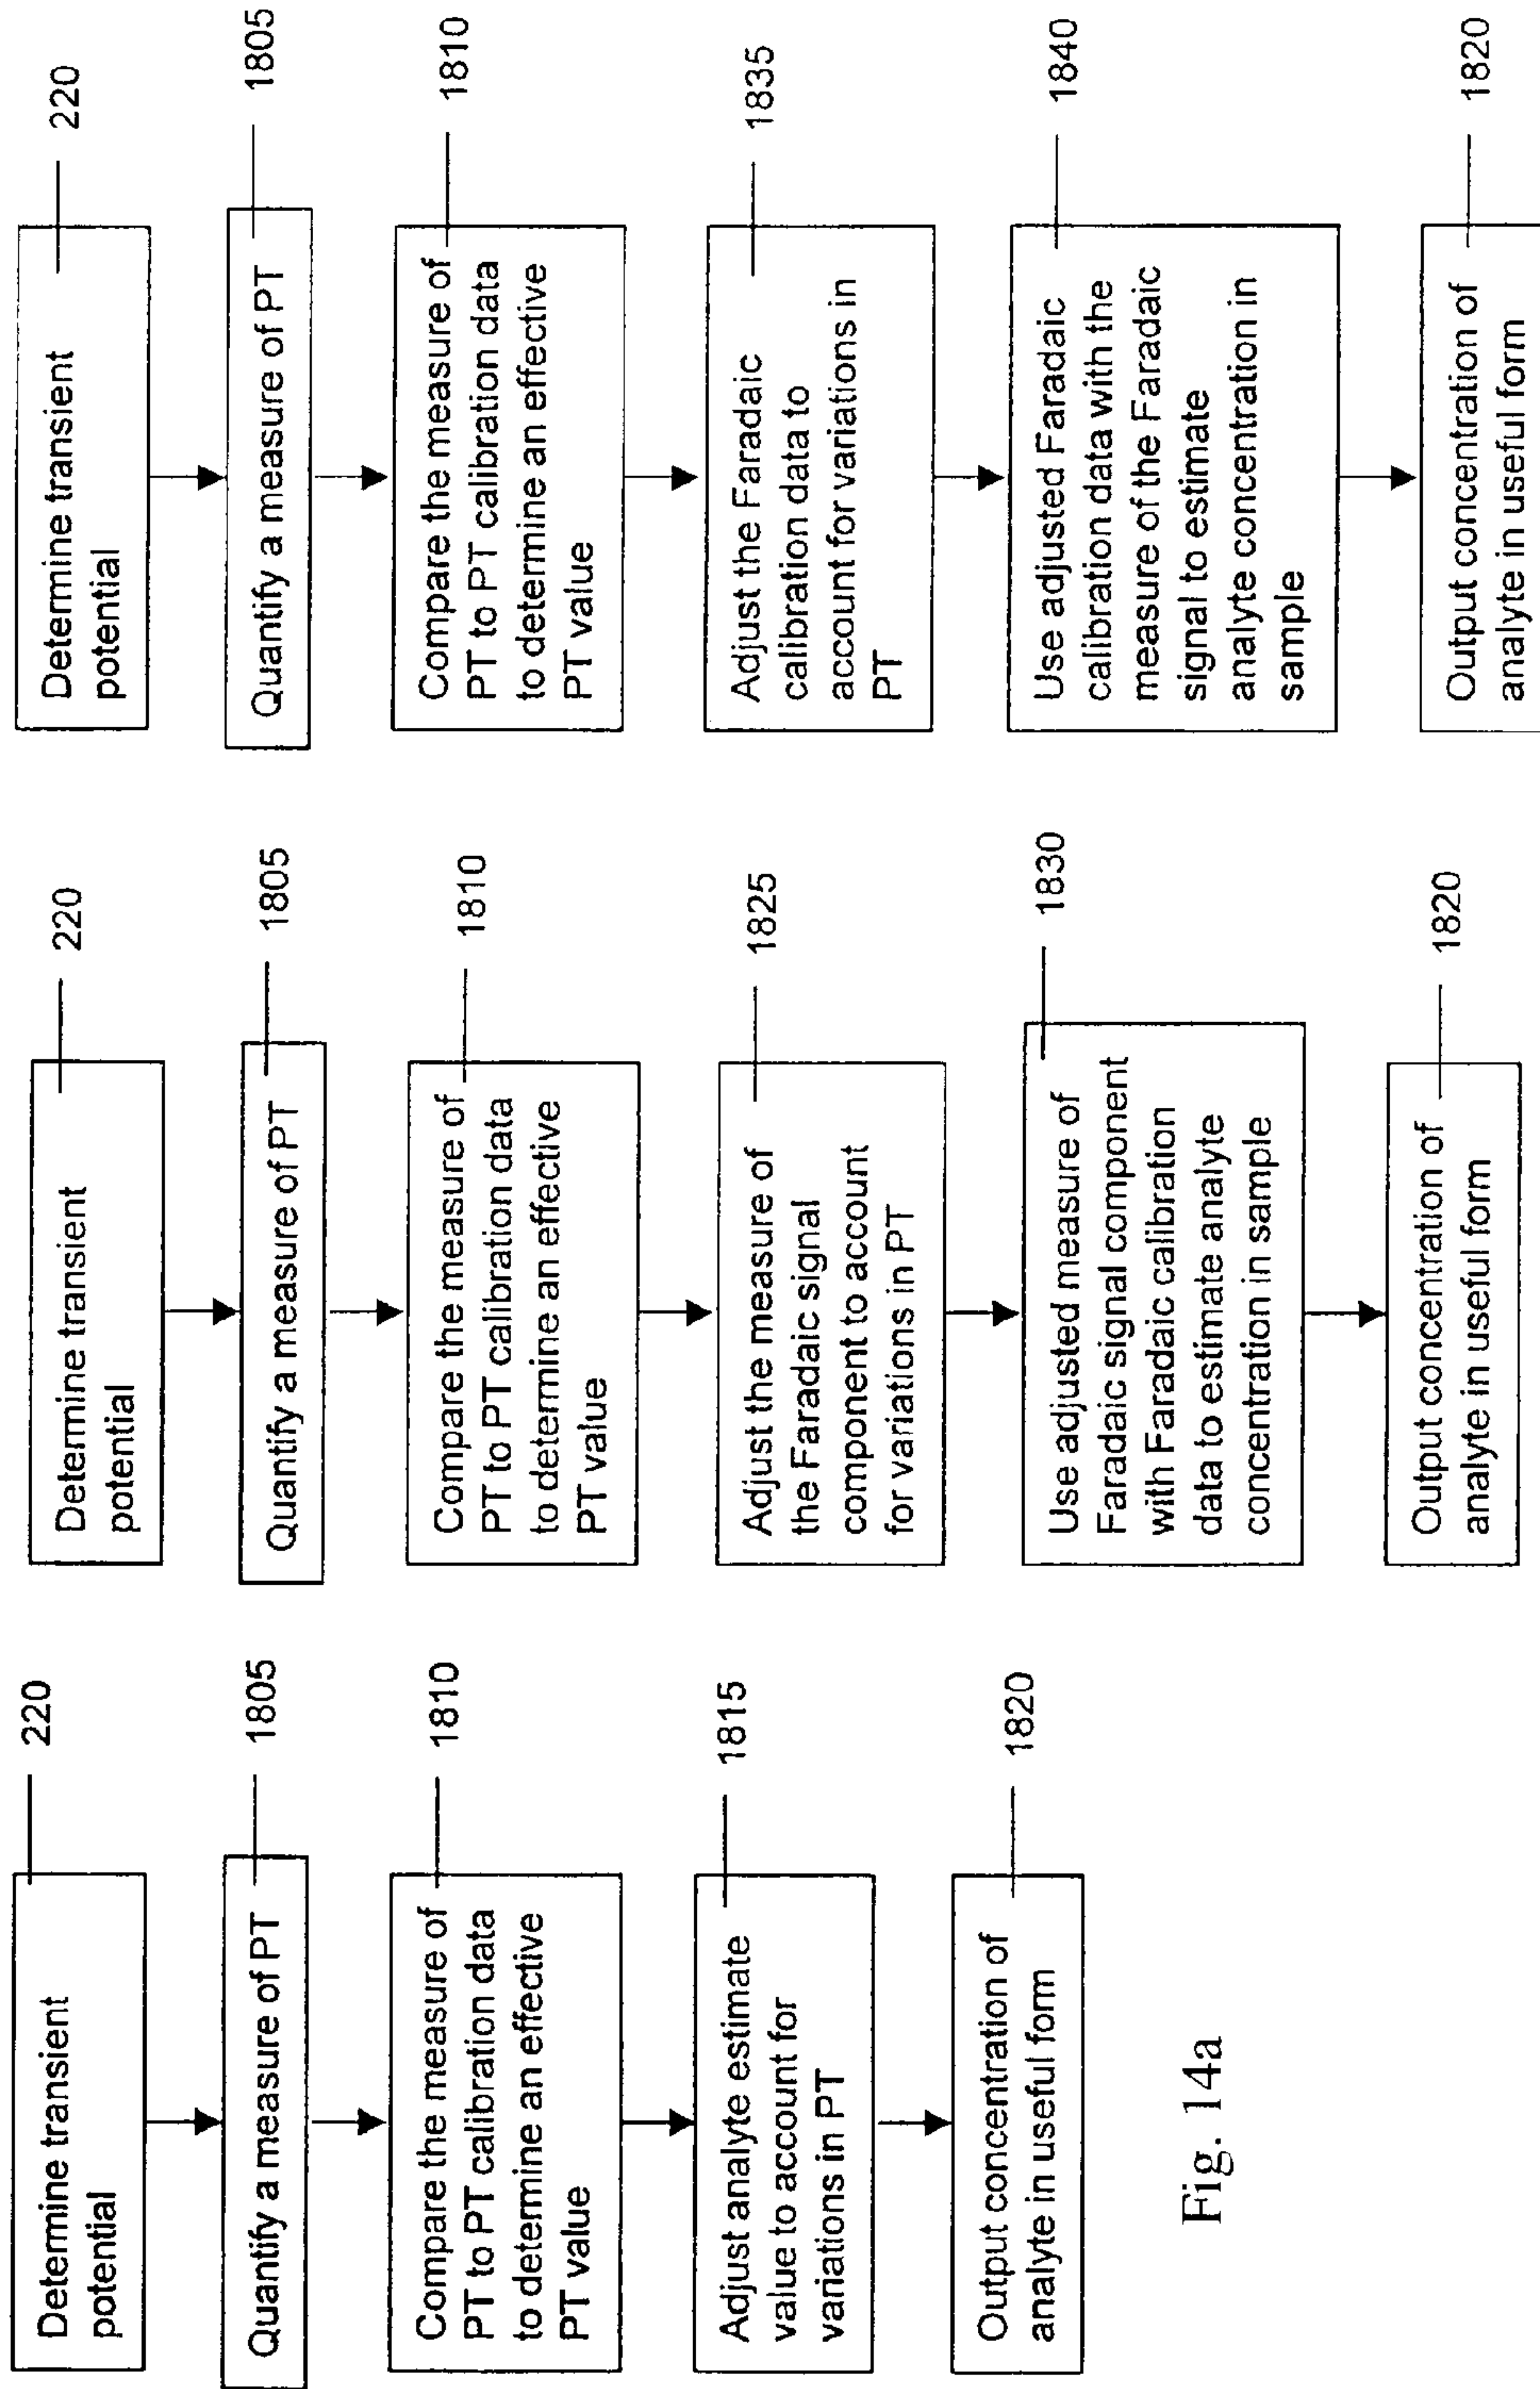 Determine transient
potential
220
Quantify a measure of PT
1805
Compare the measure of
PT to PT calibration data
to determine an effective
PT value
1810
Adjust analyte estimate
value to account for
variations in PT
1815
Output concentration of
analyte in useful form
1820
Fig. 14a
Determine transient
potential
220
Quantify a measure of PT
1805
Compare the measure of
PT to PT calibration data
to determine an effective
PT value
1810
Adjust the measure of
the Faradaic signal
component to account
for variations in PT
1825
Use adjusted measure of
Faradaic signal component
with Faradaic calibration
data to estimate analyte
concentration in sample
1830
Output concentration of
analyte in useful form
1820
Determine transient
potential
220
Quantify a measure of PT
1805
Compare the measure of
PT to PT calibration data
to determine an effective
PT value
1810
Adjust the Faradaic
calibration data to
account for variations in
PT
1835
Use adjusted Faradaic
calibration data with the
measure of the Faradaic
signal to estimate
analyte concentration in
sample
1840
Output concentration of
analyte in useful form
1820